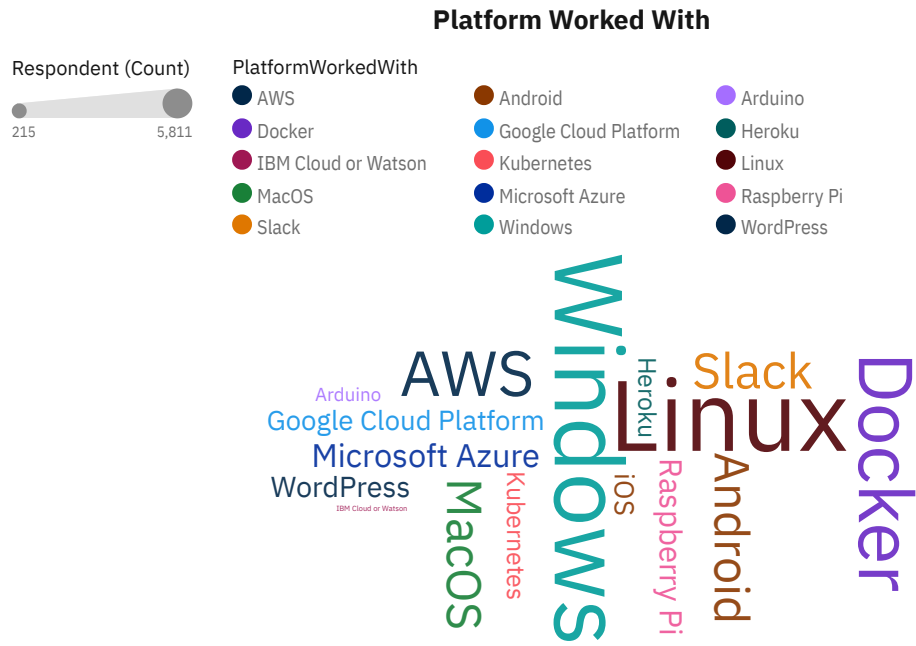 Platform Worked With
Respondent (Count)
215 5,811
PlatformWorkedWith
AWS Android Arduino
Docker Google Cloud Platform Heroku
IBM Cloud or Watson Kubernetes Linux
MacOS Microsoft Azure Raspberry Pi
Slack Windows WordPress
Windows
AWS
Slack
Docker
Heroku
Linux
Arduino
Google Cloud Platform
Microsoft Azure
WordPress
IBM Cloud or Watson
MacOS
Kubernetes
iOS
Raspberry Pi
Android